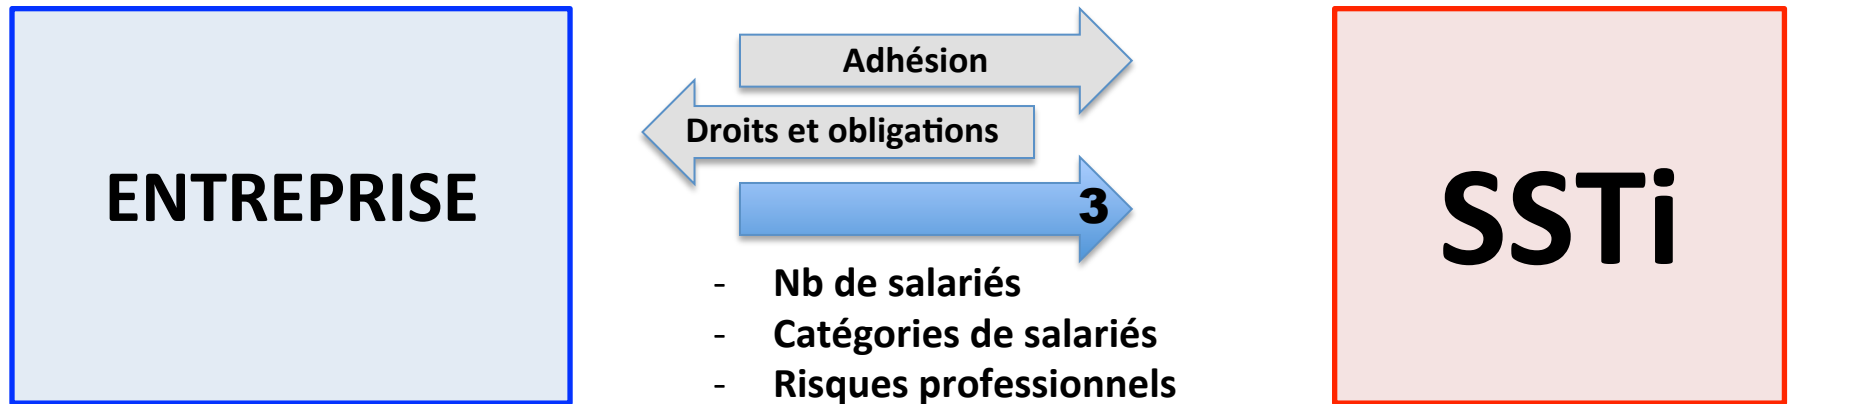 ENTREPRISE
Adhésion
Droits et obligations
3
- Nb de salariés
- Catégories de salariés
- Risques professionnels
SSTi